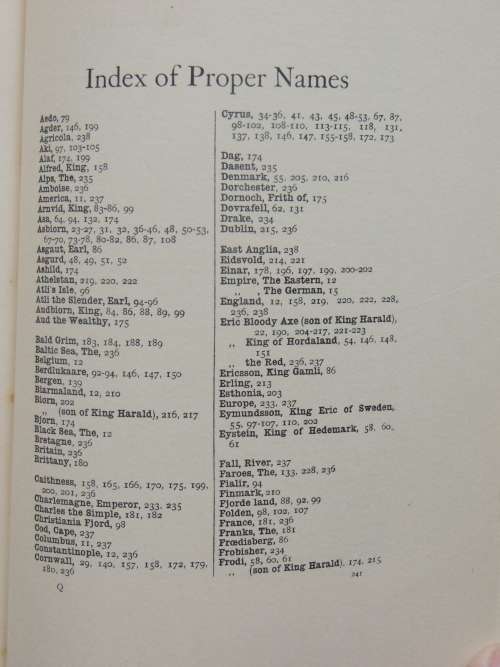 Index of Proper Names
Aedo, 79
Agder, 146, 199
Agricola, 238
Aki, 97, 103-105
Alaf, 174, 199
Alfred, King, 158
Alps, The, 235
Amboise, 236
America, 11, 237
Arnvid, King, 83-86, 99
Asa, 64, 94, 132, 174
Asbiorn, 23-27, 31, 32, 36-46, 48, 50-53,
67-70, 73-78, 80-82, 86, 87, 108
Asgaut, Earl, 86
Asgurd, 48, 49, 51, 52
Ashild, 174
Athelstan, 219, 220, 222
Atli's Isle, 96
Atli the Slender, Earl, 94-96
Audbiorn, King, 84, 86, 88, 89, 99
Aud the Wealthy, 175
Bald Grim, 183, 184, 188, 189
Baltic Sea, The, 236
Belgium, 12
Berdlukaare, 92-94, 146, 147, 150
Bergen, 139
Biarmaland, 12, 210
Biorn, 202
„ (son of King Harald), 216, 217
Bjorn, 174
Black Sea, The, 12
Bretagne, 236
Britain, 236
Brittany, 180
Caithness, 158, 165, 166, 170, 175, 199,
200, 201, 236
Charlemagne, Emperor, 233, 235
Charles the Simple, 181, 182
Christiania Fjord, 98
Cod, Cape, 237
Columbus, 11, 237
Constantinople, 12, 236
Cornwall, 29, 140, 157, 158, 172, 179,
180, 236
Q
Cyrus, 34-36, 41, 43, 45, 48-53, 67, 87,
98-102, 108-110, 113-115, 118, 131,
137, 138, 146, 147, 155-158, 172, 173
Dag, 174
Dasent, 235
Denmark, 55, 205, 210, 216
Dorchester, 236
Dornoch, Frith of, 175
Dovrafell, 62, 131
Drake, 234
Dublin, 215, 236
East Anglia, 238
Eidsvold, 214, 221
Einar, 178, 196, 197, 199, 200-202
Empire, The Eastern, 12
„ , The German, 15
England, 12, 158, 219, 220, 222, 228,
236, 238
Eric Bloody Axe (son of King Harald),
22, 190, 204-217, 221-223
„ King of Hordaland, 54, 146, 148,
151
„ the Red, 236, 237
Ericsson, King Gamli, 86
Erling, 213
Esthonia, 203
Europe, 233, 237
Eymundsson, King Eric of Sweden,
55, 97-107, 110, 202
Eystein, King of Hedemark, 58, 60,
61
Fall, River, 237
Faroes, The, 133, 228, 236
Fialir, 94
Finmark, 210
Fjorde land, 88, 92, 99
Folden, 98, 102, 107
France, 181, 236
Franks, The, 181
Frœdisberg, 86
Frobisher, 234
Frodi, 58, 60, 61
„ (son of King Harald), 174, 215,
241